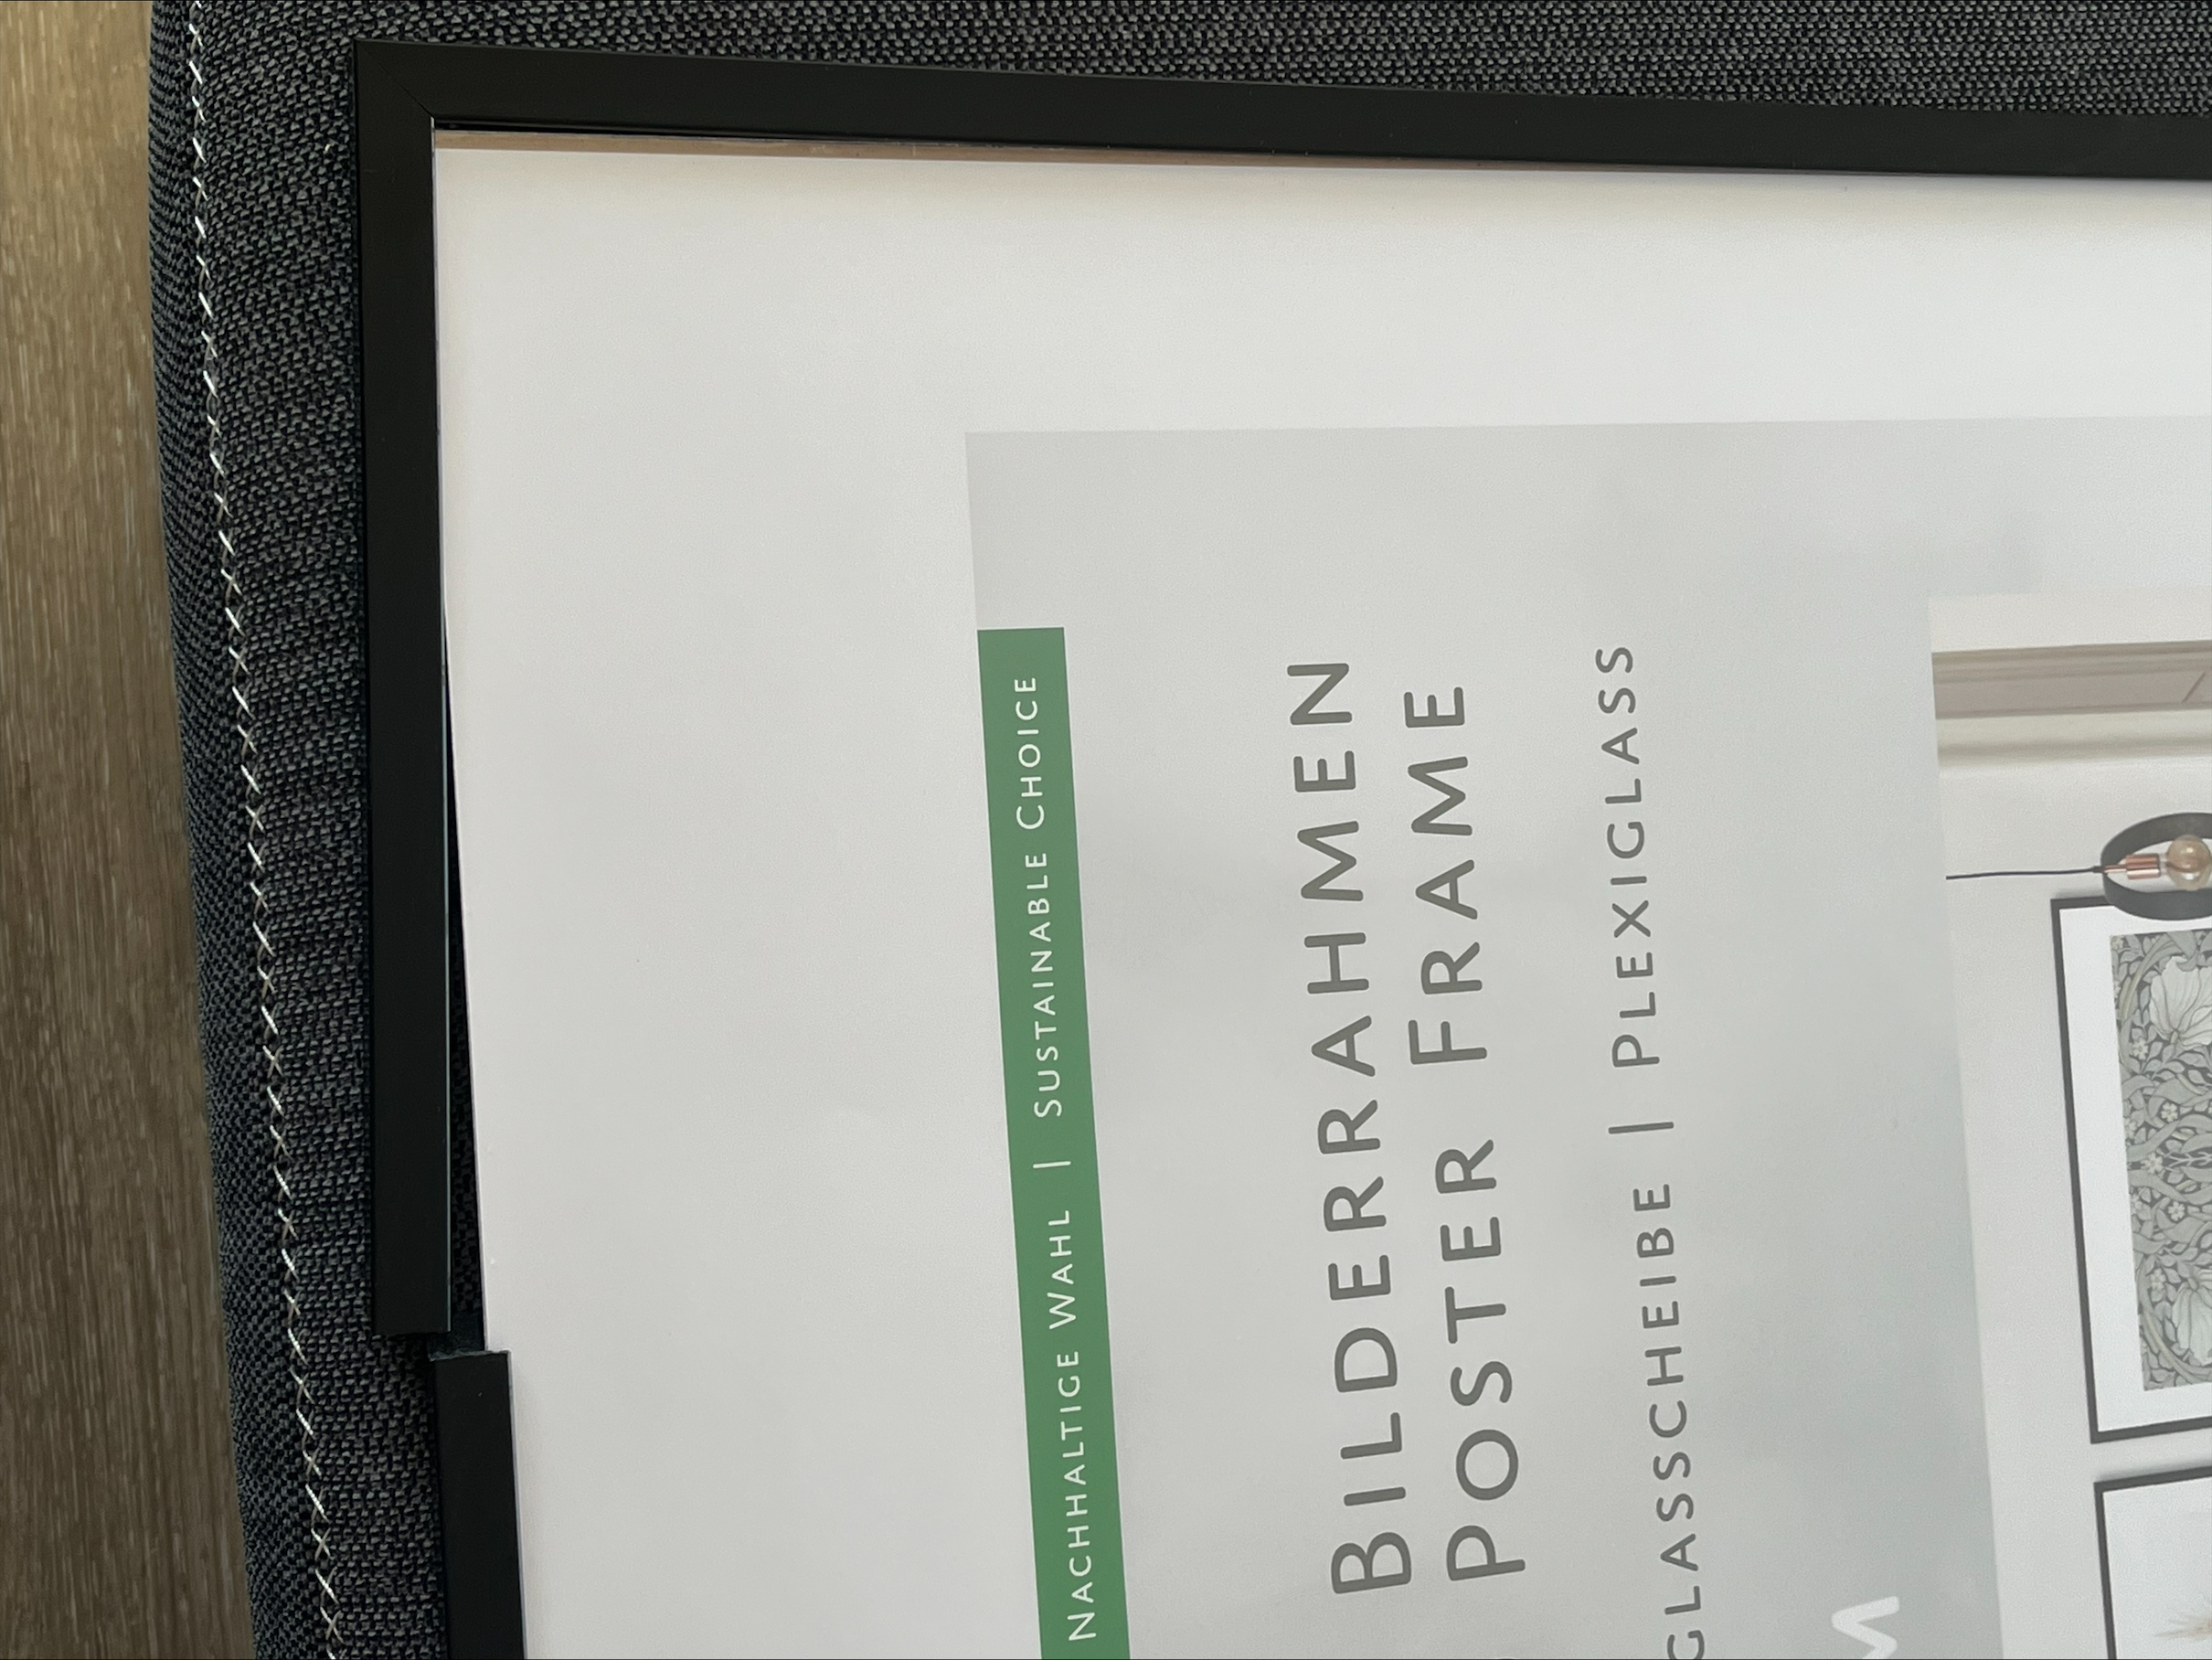 NACHHALTIGE WAHL | SUSTAINABLE CHOICE
BILDERRAHMEN
POSTER FRAME
GLASSCHEIBE | PLEXIGLASS